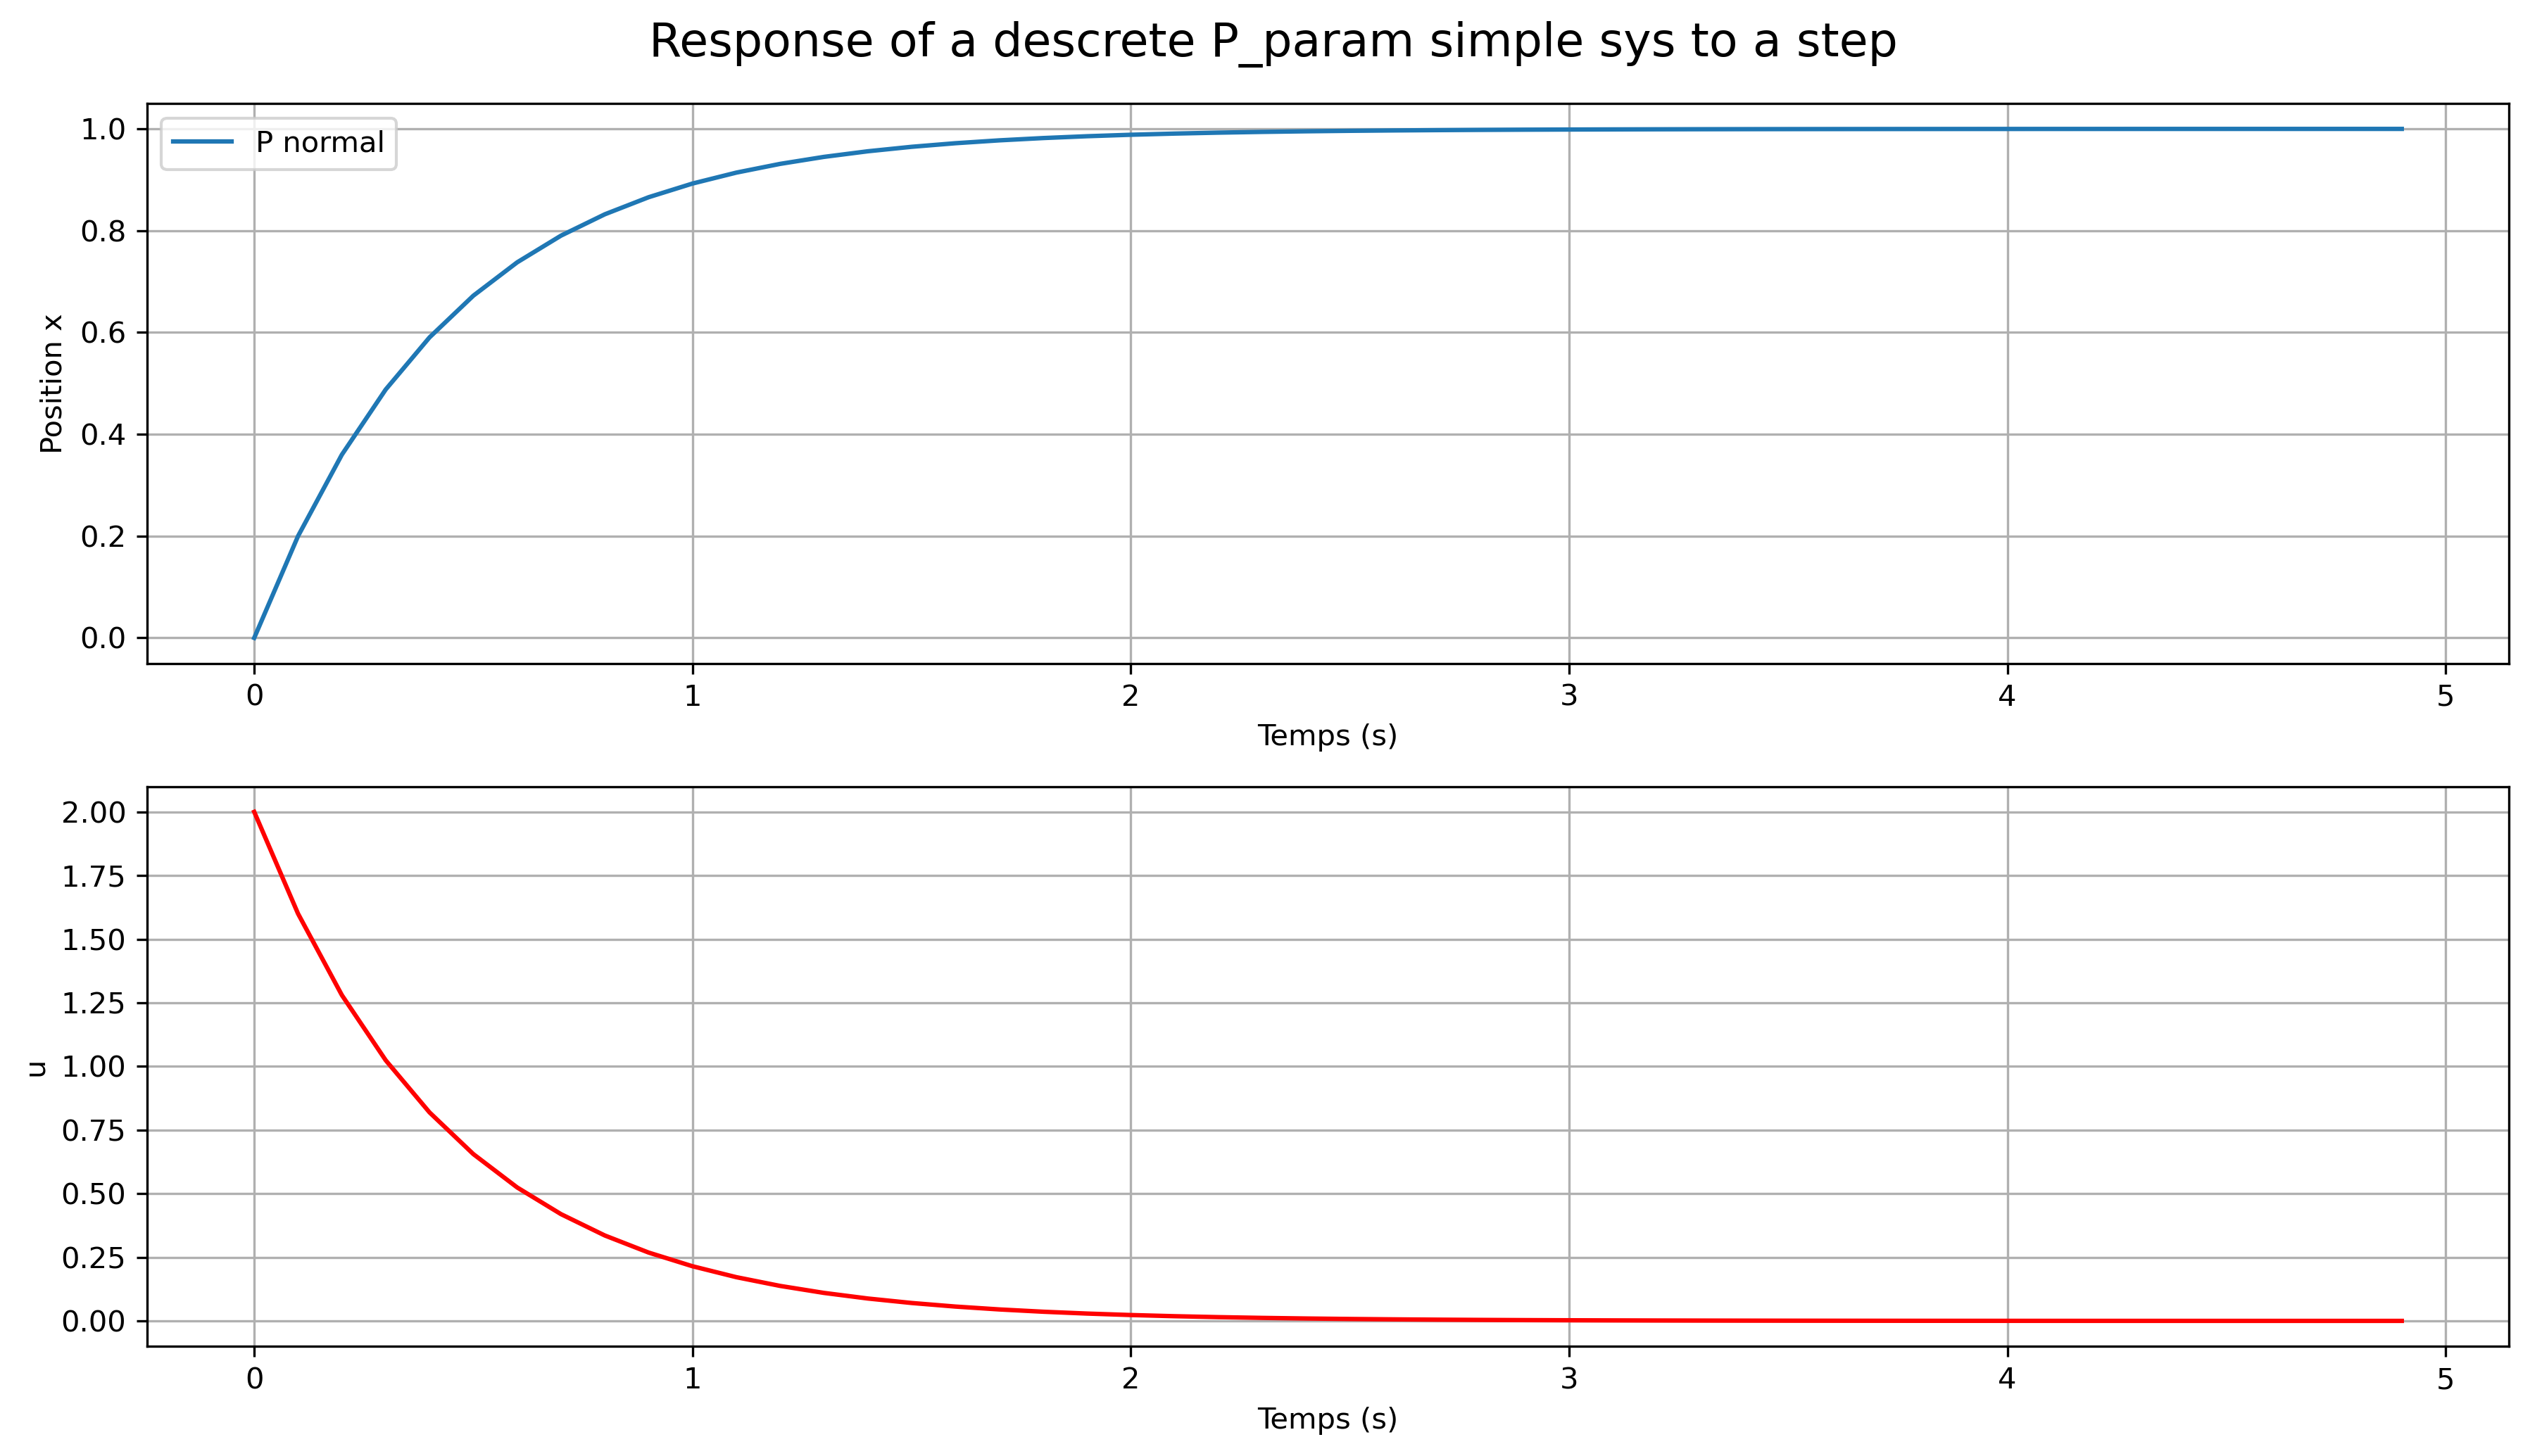 Response of a descrete P_param simple sys to a step
P normal
1.0
0.8
0.6
0.4
0.2
0.0
Position x
0 1 2 3 4 5
Temps (s)
2.00
1.75
1.50
1.25
1.00
0.75
0.50
0.25
0.00
u
0 1 2 3 4 5
Temps (s)